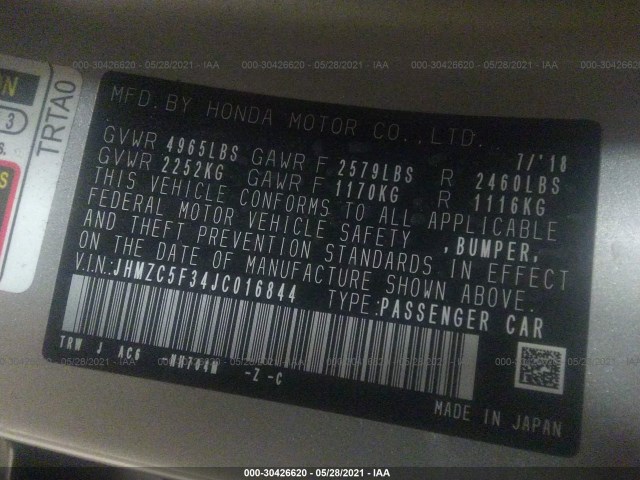 000-30426620 - 05/28/2021 - IAA
ON
3
S.
S
TRTA0
MFD. BY HONDA MOTOR CO., LTD.
7/'18
GVWR 4965LBS GAWR F 2579LBS R 2460LBS
GVWR 2252KG GAWR F 1170KG R 1116KG
THIS VEHICLE CONFORMS TO ALL APPLICABLE
FEDERAL MOTOR VEHICLE SAFETY ,BUMPER,
AND THEFT PREVENTION STANDARDS IN EFFECT
ON THE DATE OF MANUFACTURE SHOWN ABOVE.
V.I.N.:JHMZC5F34JC016844 TYPE:PASSENGER CAR
TRW J AC6 -Z -C
MADE IN JAPAN
000-30426620 - 05/28/2021 - IAA